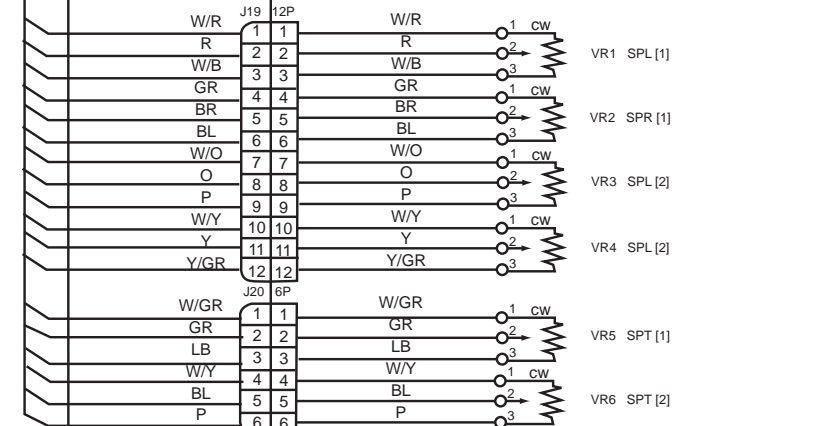 J19 12P
W/R 1 1 W/R 1 CW
R 2 2 R 2 VR1 SPL [1]
W/B 3 3 W/B 3
GR 4 4 GR 1 CW
BR 5 5 BR 2 VR2 SPR [1]
BL 6 6 BL 3
W/O 7 7 W/O 1 CW
O 8 8 O 2 VR3 SPL [2]
P 9 9 P 3
W/Y 10 10 W/Y 1 CW
Y 11 11 Y 2 VR4 SPL [2]
Y/GR 12 12 Y/GR 3
J20 6P
W/GR 1 1 W/GR 1 CW
GR 2 2 GR 2 VR5 SPT [1]
LB 3 3 LB 3
W/Y 4 4 W/Y 1 CW
BL 5 5 BL 2 VR6 SPT [2]
P 6 6 P 3